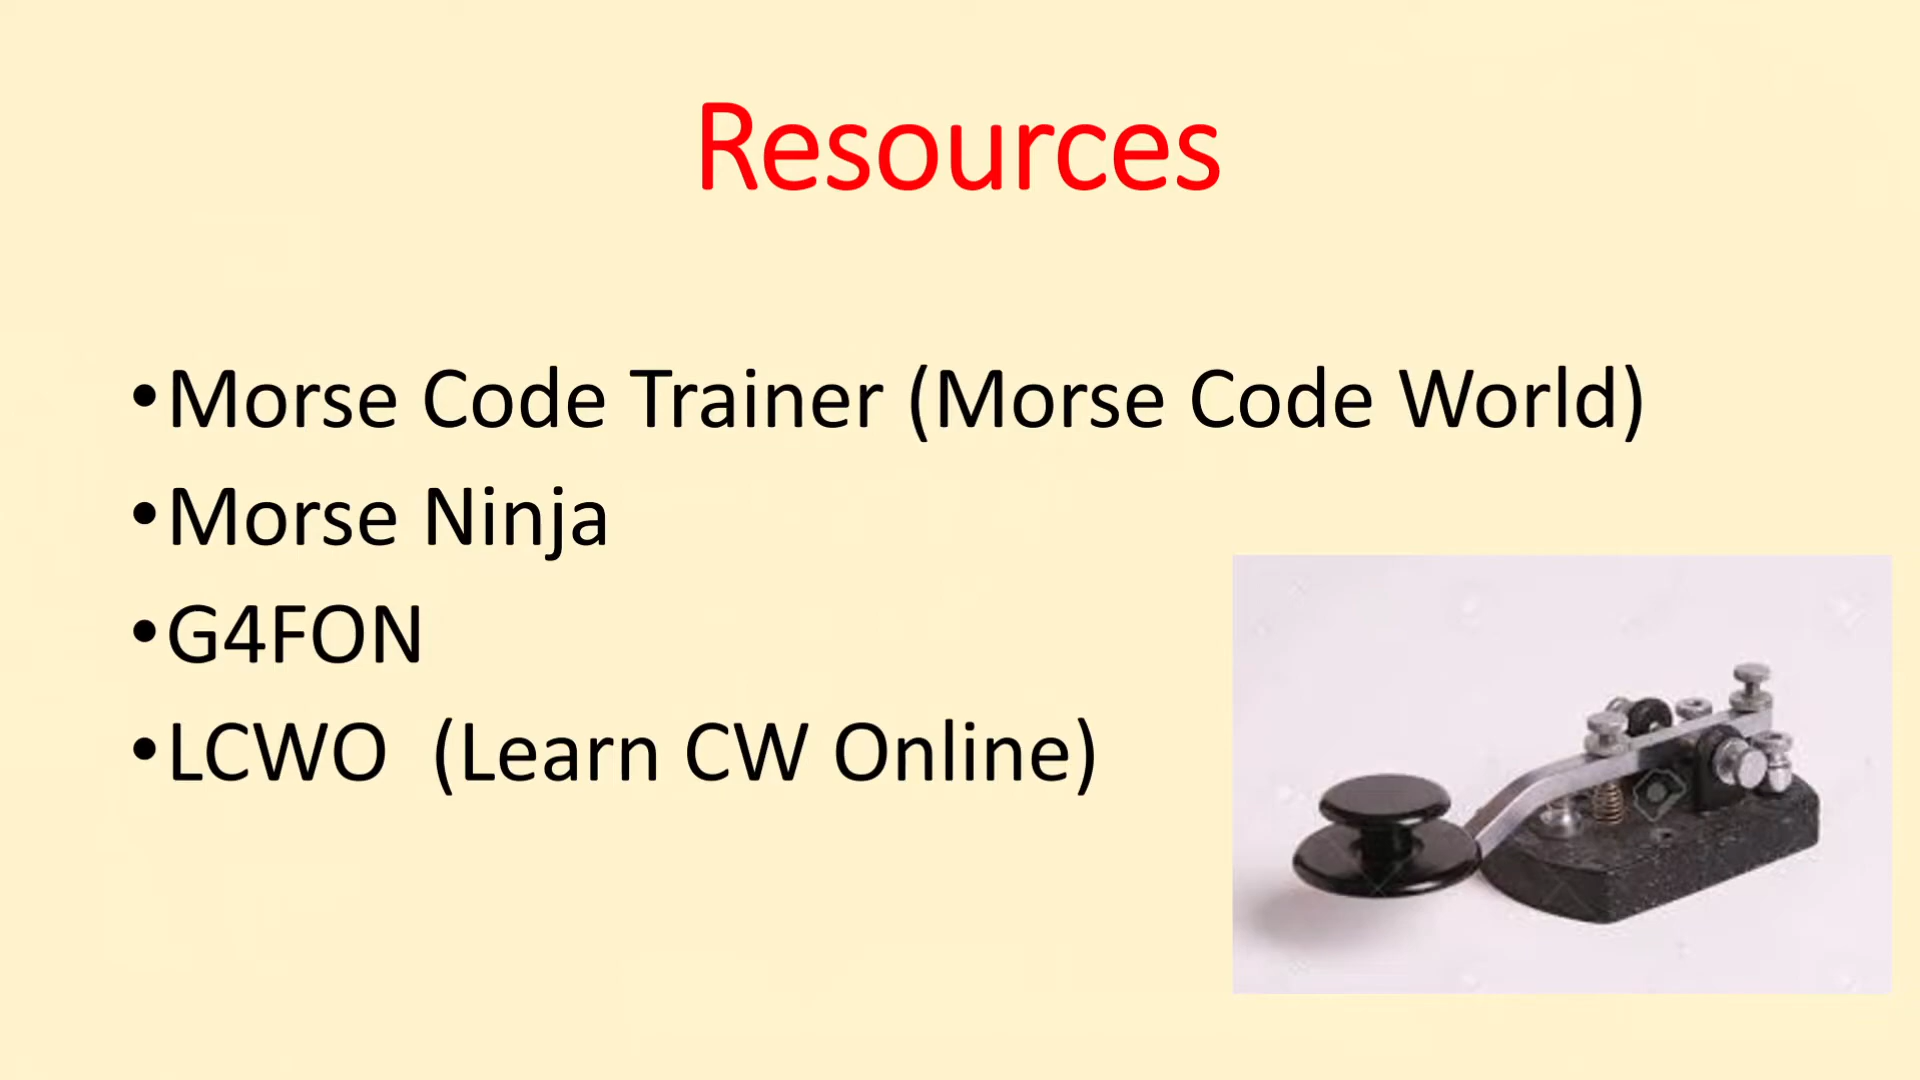 Resources
•Morse Code Trainer (Morse Code World)
•Morse Ninja
•G4FON
•LCWO (Learn CW Online)